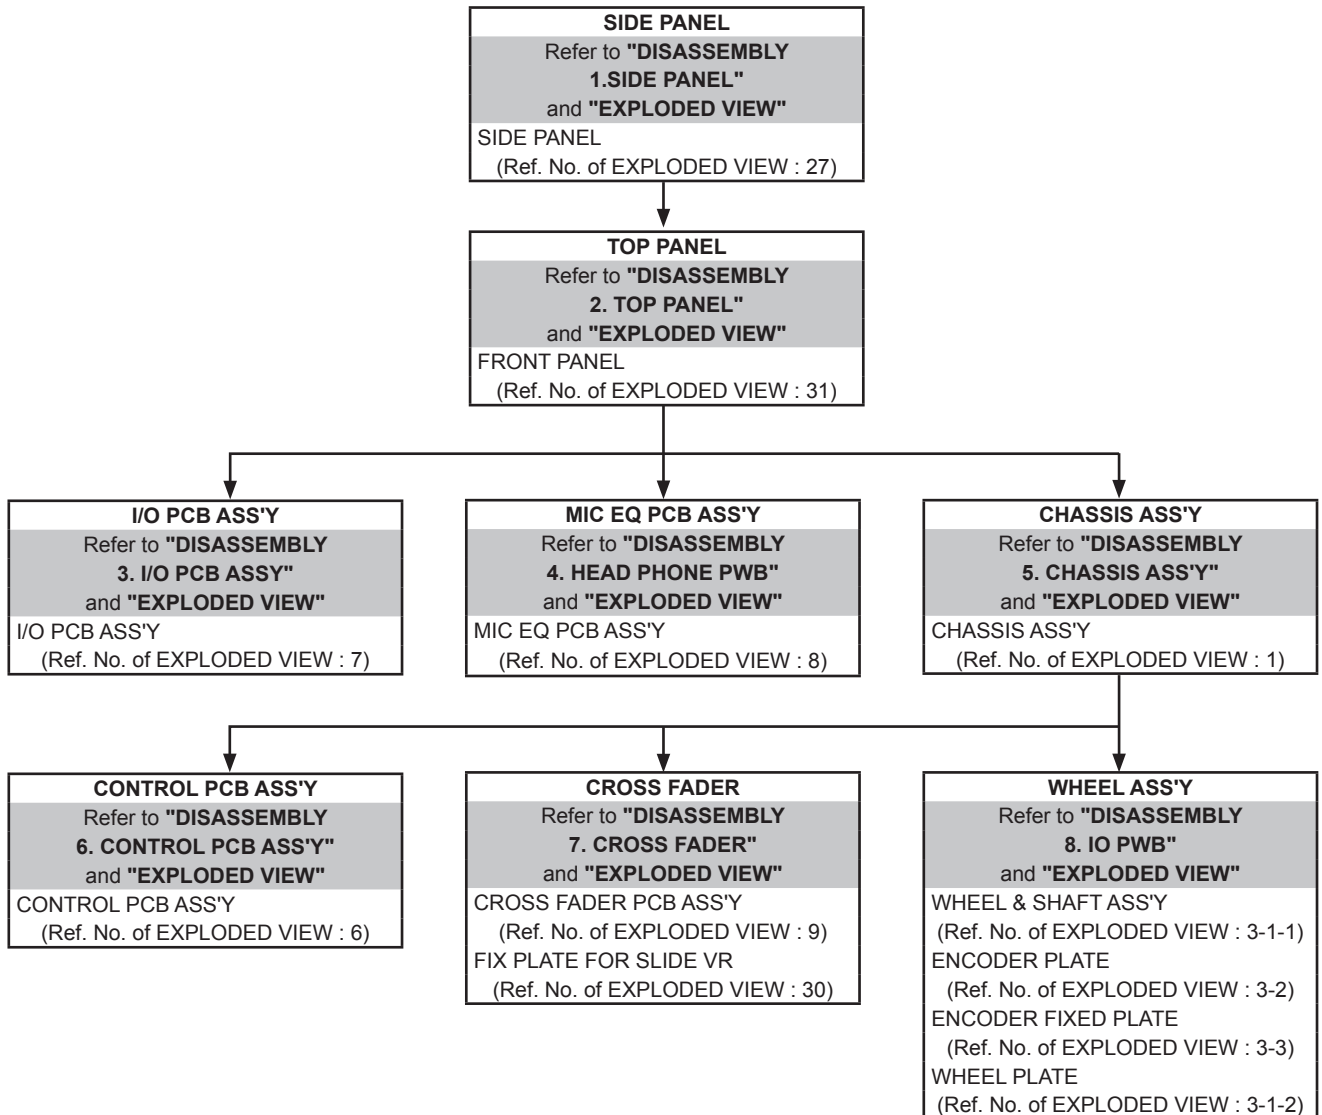 SIDE PANEL
Refer to "DISASSEMBLY
1.SIDE PANEL"
and "EXPLODED VIEW"
SIDE PANEL
(Ref. No. of EXPLODED VIEW : 27)
TOP PANEL
Refer to "DISASSEMBLY
2. TOP PANEL"
and "EXPLODED VIEW"
FRONT PANEL
(Ref. No. of EXPLODED VIEW : 31)
I/O PCB ASS'Y
Refer to "DISASSEMBLY
3. I/O PCB ASSY"
and "EXPLODED VIEW"
I/O PCB ASS'Y
(Ref. No. of EXPLODED VIEW : 7)
MIC EQ PCB ASS'Y
Refer to "DISASSEMBLY
4. HEAD PHONE PWB"
and "EXPLODED VIEW"
MIC EQ PCB ASS'Y
(Ref. No. of EXPLODED VIEW : 8)
CHASSIS ASS'Y
Refer to "DISASSEMBLY
5. CHASSIS ASS'Y"
and "EXPLODED VIEW"
CHASSIS ASS'Y
(Ref. No. of EXPLODED VIEW : 1)
CONTROL PCB ASS'Y
Refer to "DISASSEMBLY
6. CONTROL PCB ASS'Y"
and "EXPLODED VIEW"
CONTROL PCB ASS'Y
(Ref. No. of EXPLODED VIEW : 6)
CROSS FADER
Refer to "DISASSEMBLY
7. CROSS FADER"
and "EXPLODED VIEW"
CROSS FADER PCB ASS'Y
(Ref. No. of EXPLODED VIEW : 9)
FIX PLATE FOR SLIDE VR
(Ref. No. of EXPLODED VIEW : 30)
WHEEL ASS'Y
Refer to "DISASSEMBLY
8. IO PWB"
and "EXPLODED VIEW"
WHEEL & SHAFT ASS'Y
(Ref. No. of EXPLODED VIEW : 3-1-1)
ENCODER PLATE
(Ref. No. of EXPLODED VIEW : 3-2)
ENCODER FIXED PLATE
(Ref. No. of EXPLODED VIEW : 3-3)
WHEEL PLATE
(Ref. No. of EXPLODED VIEW : 3-1-2)